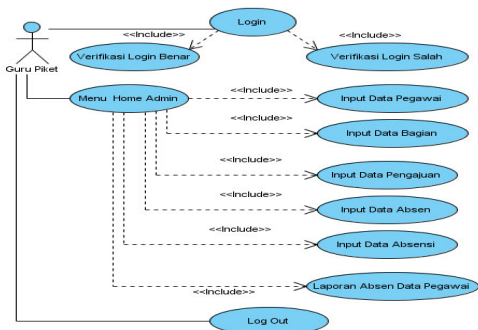 Login
<<Include>>
<<Include>>
Verifikasi Login Benar
Verifikasi Login Salah
Guru Piket
<<Include>>
Menu Home Admin
Input Data Pegawai
<<Include>>
Input Data Bagian
<<Include>>
Input Data Pengajuan
<<Include>>
Input Data Absen
<<Include>>
Input Data Absensi
<<Include>>
Laporan Absen Data Pegawai
Log Out